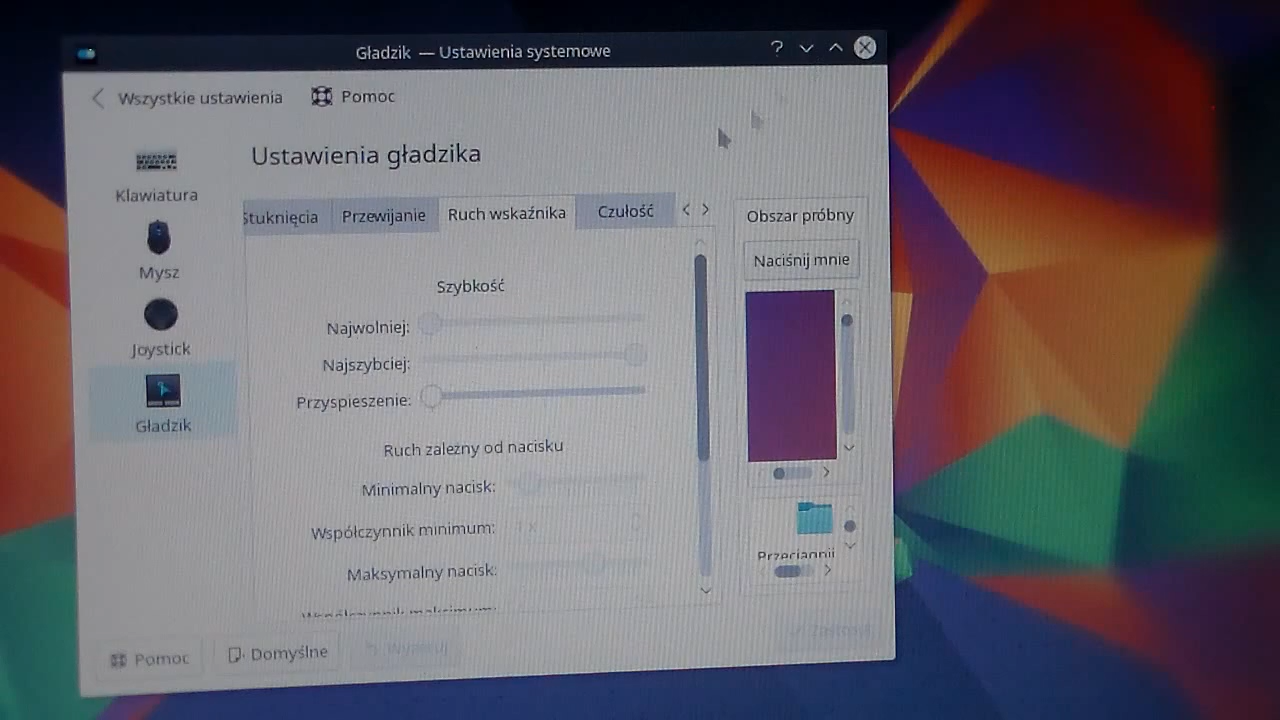 Gładzik — Ustawienia systemowe
Wszystkie ustawienia
Pomoc
Klawiatura
Mysz
Joystick
Gładzik
Ustawienia gładzika
Stuknięcia
Przewijanie
Ruch wskaźnika
Czułość
Szybkość
Najwolniej:
Najszybciej:
Przyspieszenie:
Ruch zależny od nacisku
Minimalny nacisk:
Współczynnik minimum:
Maksymalny nacisk:
Współczynnik maksimum:
Obszar próbny
Naciśnij mnie
Pomoc
Domyślne
Zastosuj